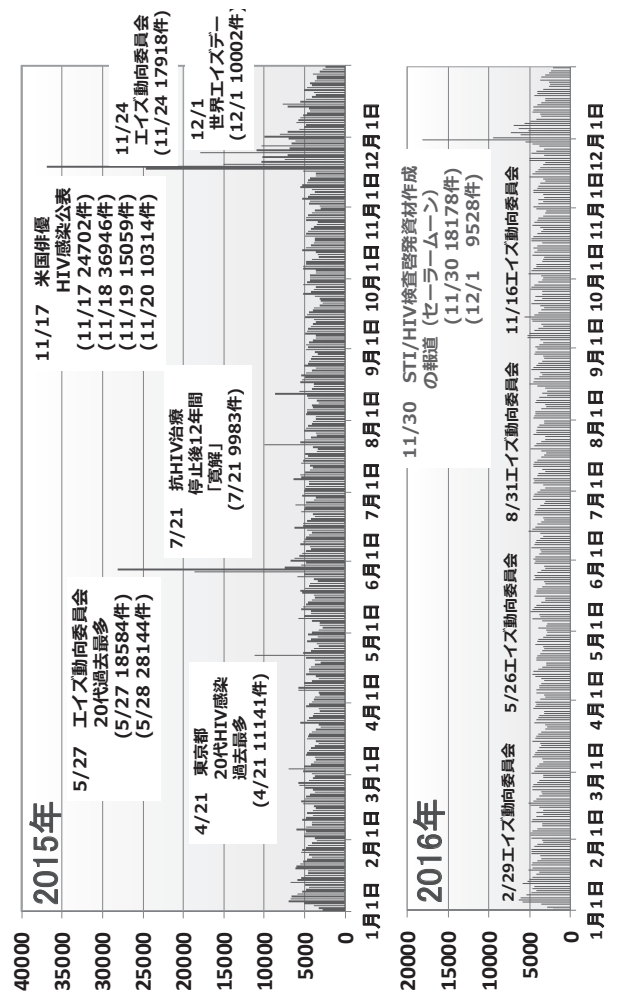 2015年
40000
35000
30000
25000
20000
15000
10000
5000
0
4/21　東京都
20代HIV感染
過去最多
(4/21 11141件)
5/27　エイズ動向委員会
20代過去最多
(5/27 18584件)
(5/28 28144件)
7/21　抗HIV治療
停止後12年間
「寛解」
(7/21 9983件)
11/17　米国俳優
HIV感染公表
(11/17 24702件)
(11/18 36946件)
(11/19 15059件)
(11/20 10314件)
11/24
エイズ動向委員会
(11/24 17918件)
12/1
世界エイズデー
(12/1 10002件)
1月1日 2月1日 3月1日 4月1日 5月1日 6月1日 7月1日 8月1日 9月1日 10月1日 11月1日 12月1日
2016年
20000
15000
10000
5000
0
2/29エイズ動向委員会
5/26エイズ動向委員会
8/31エイズ動向委員会
11/16エイズ動向委員会
11/30　STI/HIV検査啓発資材作成
の報道（セーラームーン）
(11/30 18178件)
(12/1　9528件)
1月1日 2月1日 3月1日 4月1日 5月1日 6月1日 7月1日 8月1日 9月1日 10月1日 11月1日 12月1日